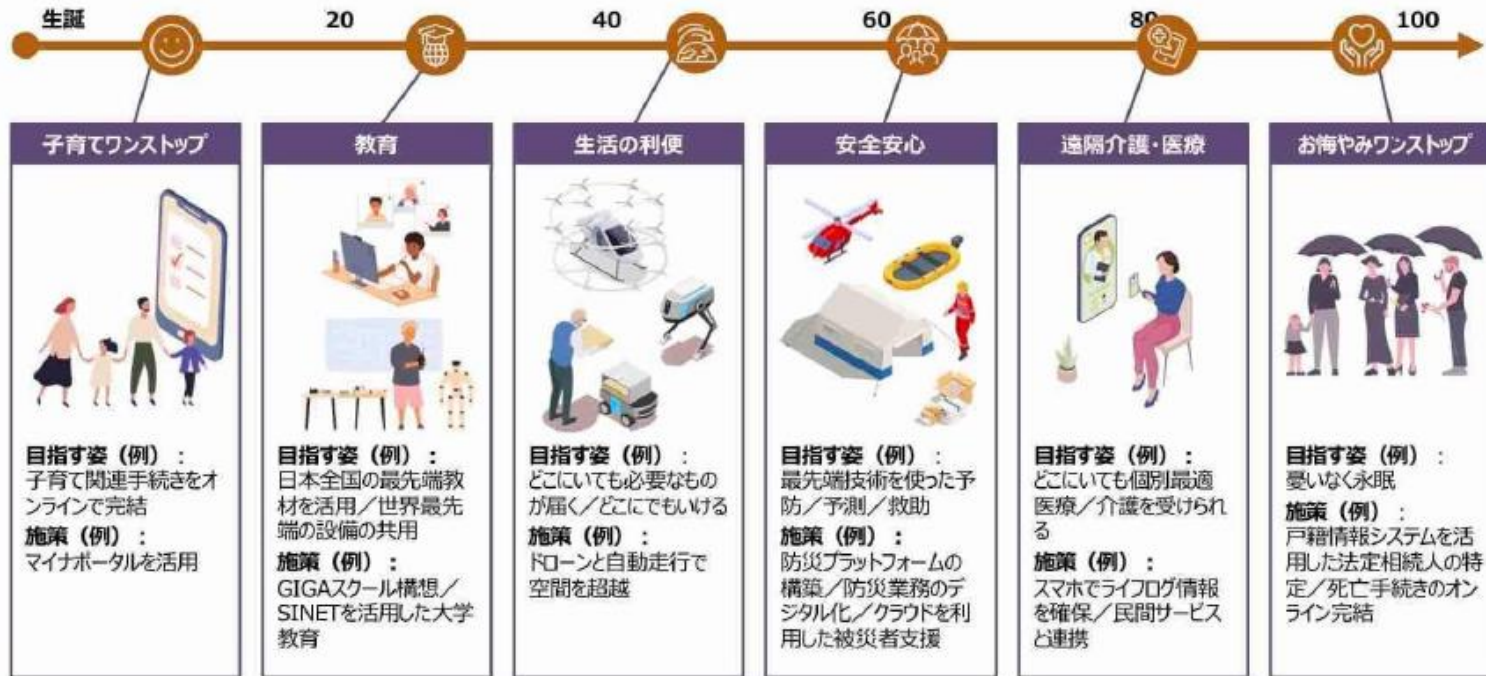 生誕
20
40
60
80
100
子育てワンストップ
目指す姿（例）：
子育て関連手続きをオ
ンラインで完結
施策（例）：
マイナポータルを活用
教育
目指す姿（例）：
日本全国の最先端教
材を活用／世界最先
端の設備の共用
施策（例）：
GIGAスクール構想／
SINETを活用した大学
教育
生活の利便
目指す姿（例）：
どこにいても必要なもの
が届く／どこにでもいける
施策（例）：
ドローンと自動走行で
空間を超越
安全安心
目指す姿（例）：
最先端技術を使った予
防／予測／救助
施策（例）：
防災プラットフォームの
構築／防災業務のデ
ジタル化／クラウドを利
用した被災者支援
遠隔介護・医療
目指す姿（例）：
どこにいても個別最適
医療／介護を受けられ
る
施策（例）：
スマホでライフログ情報
を確保／民間サービス
と連携
お悔やみワンストップ
目指す姿（例）：
憂いなく永眠
施策（例）：
戸籍情報システムを活
用した法定相続人の特
定／死亡手続きのオン
ライン完結